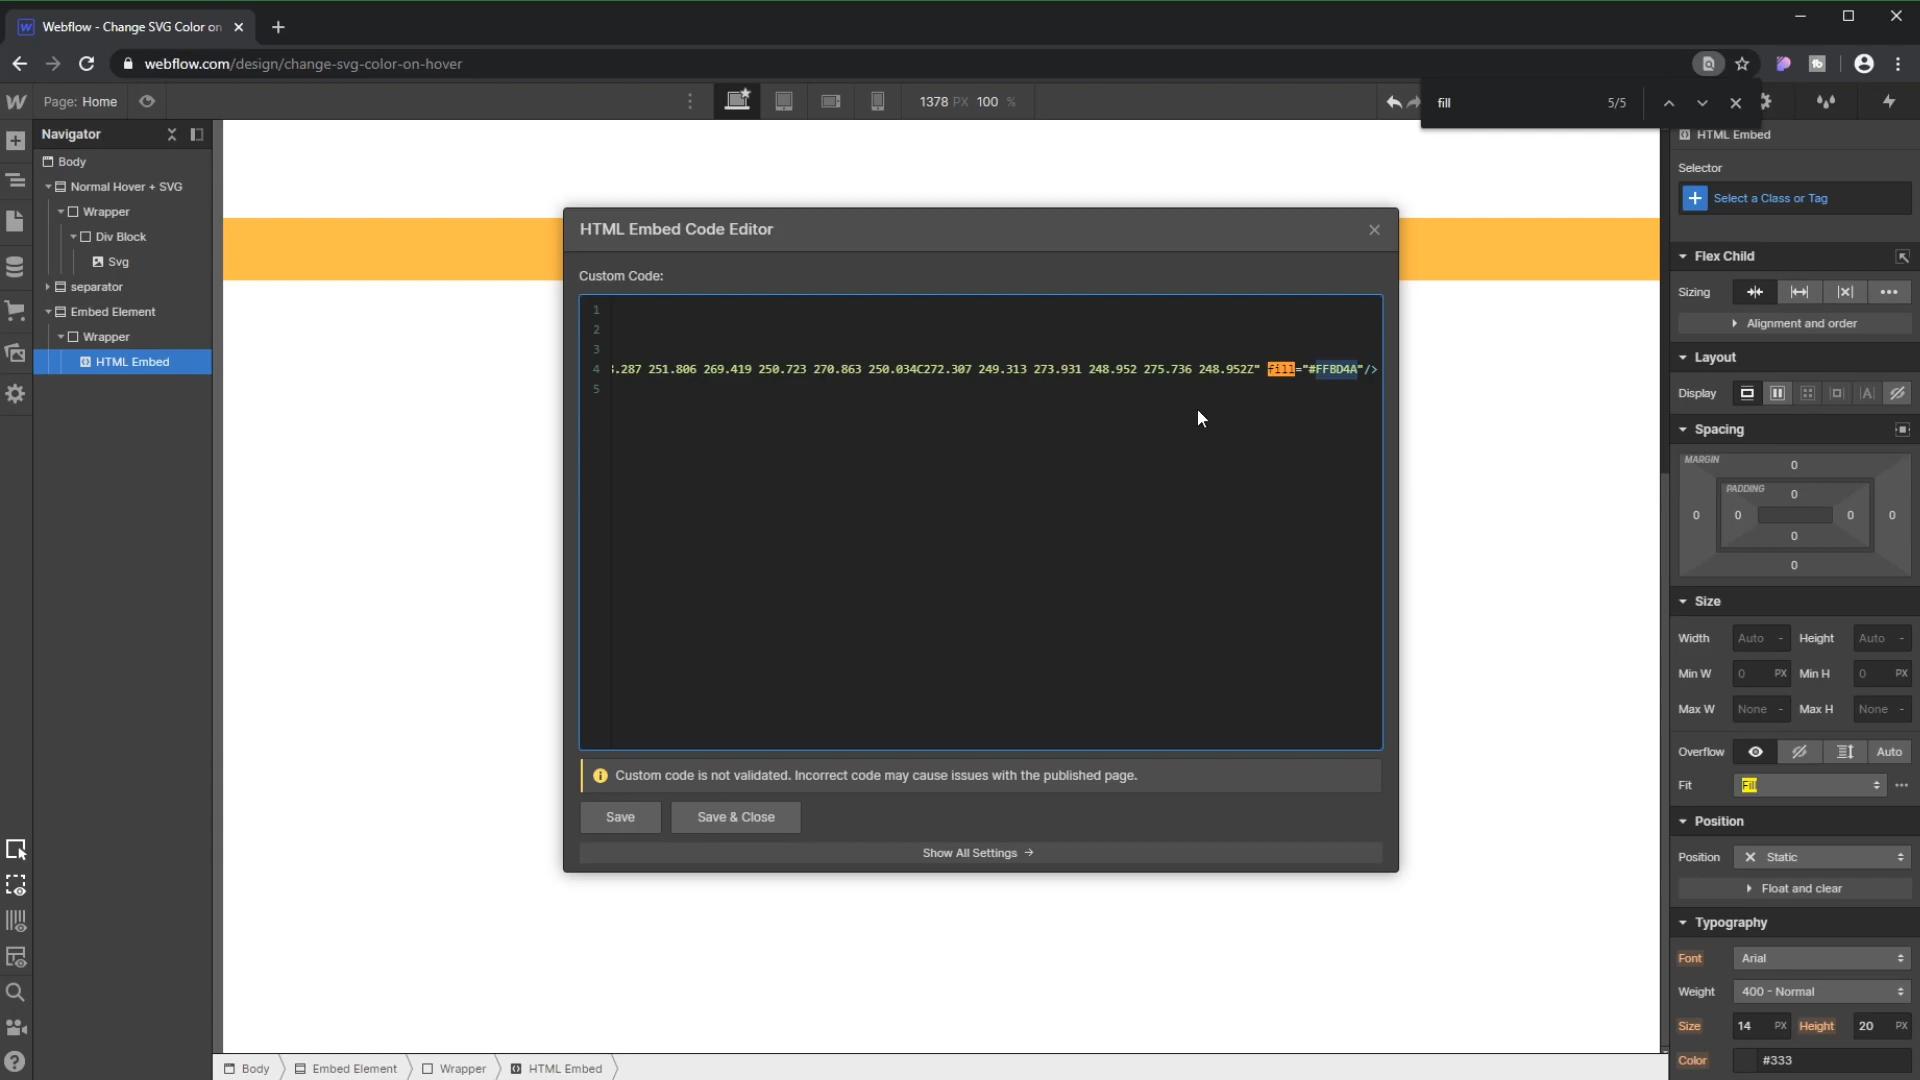 Webflow - Change SVG Color on
webflow.com/design/change-svg-color-on-hover
Page: Home
1378 PX 100 %
fill 5/5
Navigator
Body
Normal Hover + SVG
Wrapper
Div Block
Svg
separator
Embed Element
Wrapper
HTML Embed
HTML Embed Code Editor
Custom Code:
1
2
3
4 .287 251.806 269.419 250.723 270.863 250.034C272.307 249.313 273.931 248.952 275.736 248.952Z" fill="#FFBD4A"/>
5
Custom code is not validated. Incorrect code may cause issues with the published page.
Save
Save & Close
Show All Settings →
HTML Embed
Selector
Select a Class or Tag
Flex Child
Sizing
Alignment and order
Layout
Display
Spacing
MARGIN
0
PADDING
0
0 0 0 0
0
0
Size
Width Auto - Height Auto -
Min W 0 PX Min H 0 PX
Max W None - Max H None -
Overflow Auto
Fit Fill
Position
Position Static
Float and clear
Typography
Font Arial
Weight 400 - Normal
Size 14 PX Height 20 PX
Color #333
Body Embed Element Wrapper HTML Embed